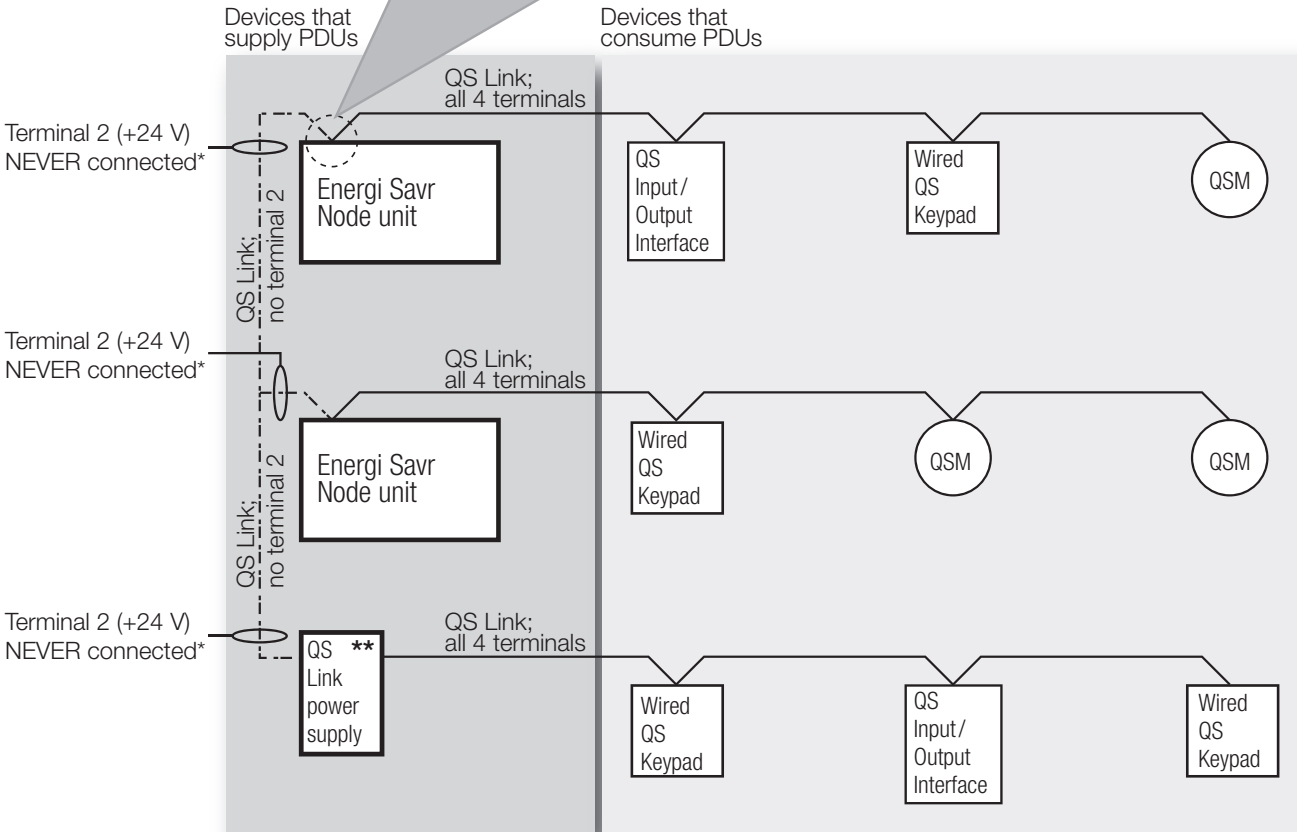 Devices that
supply PDUs
Devices that
consume PDUs
QS Link;
all 4 terminals
Terminal 2 (+24 V)
NEVER connected*
Energi Savr
Node unit
QS
Input/
Output
Interface
Wired
QS
Keypad
QSM
QS Link;
no terminal 2
Terminal 2 (+24 V)
NEVER connected*
QS Link;
all 4 terminals
Energi Savr
Node unit
Wired
QS
Keypad
QSM
QSM
QS Link;
no terminal 2
Terminal 2 (+24 V)
NEVER connected*
QS Link;
all 4 terminals
QS **
Link
power
supply
Wired
QS
Keypad
QS
Input/
Output
Interface
Wired
QS
Keypad